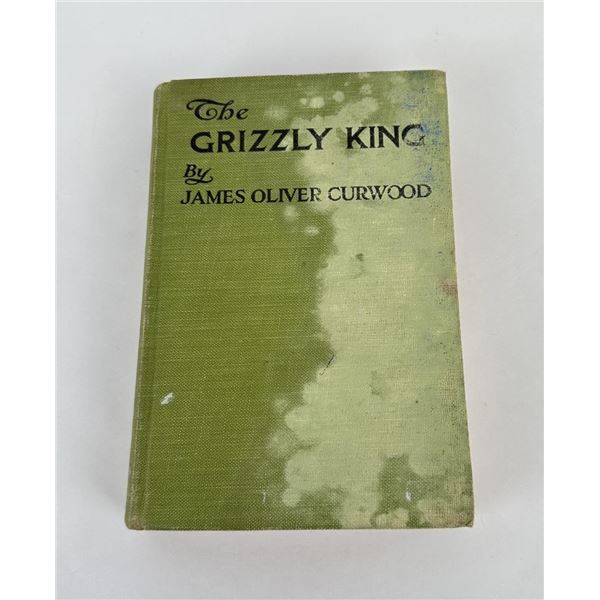 The
GRIZZLY KING
By
JAMES OLIVER CURWOOD